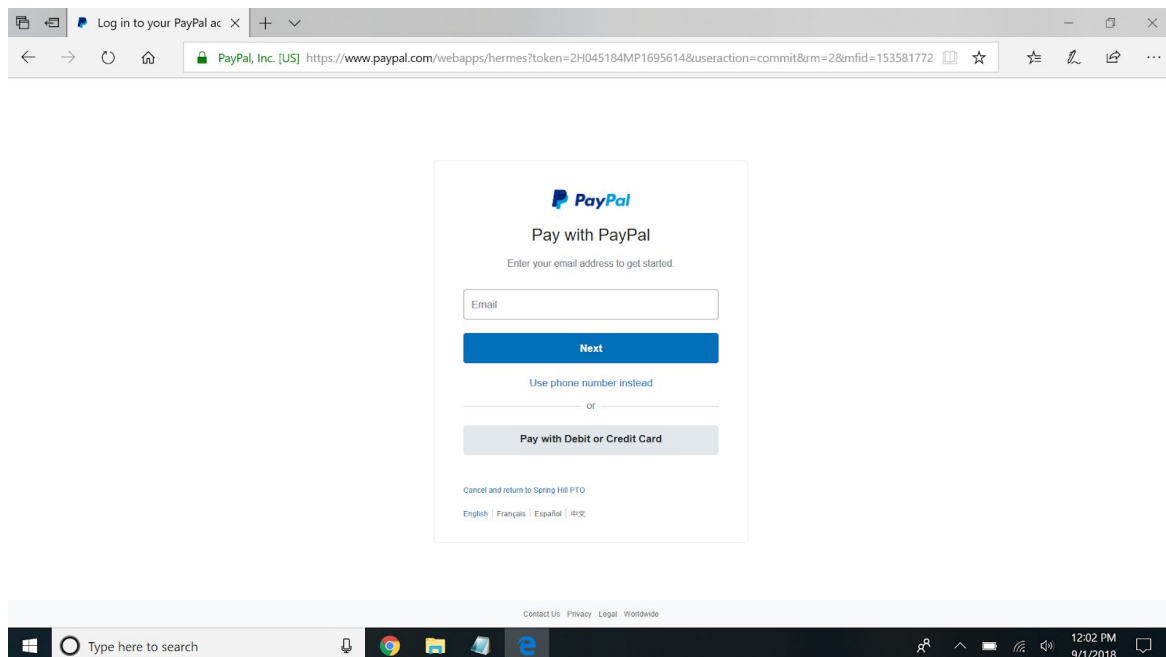 Log in to your PayPal ac
PayPal, Inc. [US] https://www.paypal.com/webapps/hermes?token=2H045184MP1695614&useraction=commit&rm=2&mfid=153581772
PayPal
Pay with PayPal
Enter your email address to get started.
Email
Next
Use phone number instead
or
Pay with Debit or Credit Card
Cancel and return to Spring Hill PTO
English | Français | Español | 中文
Contact Us Privacy Legal Worldwide
Type here to search
12:02 PM
9/1/2018